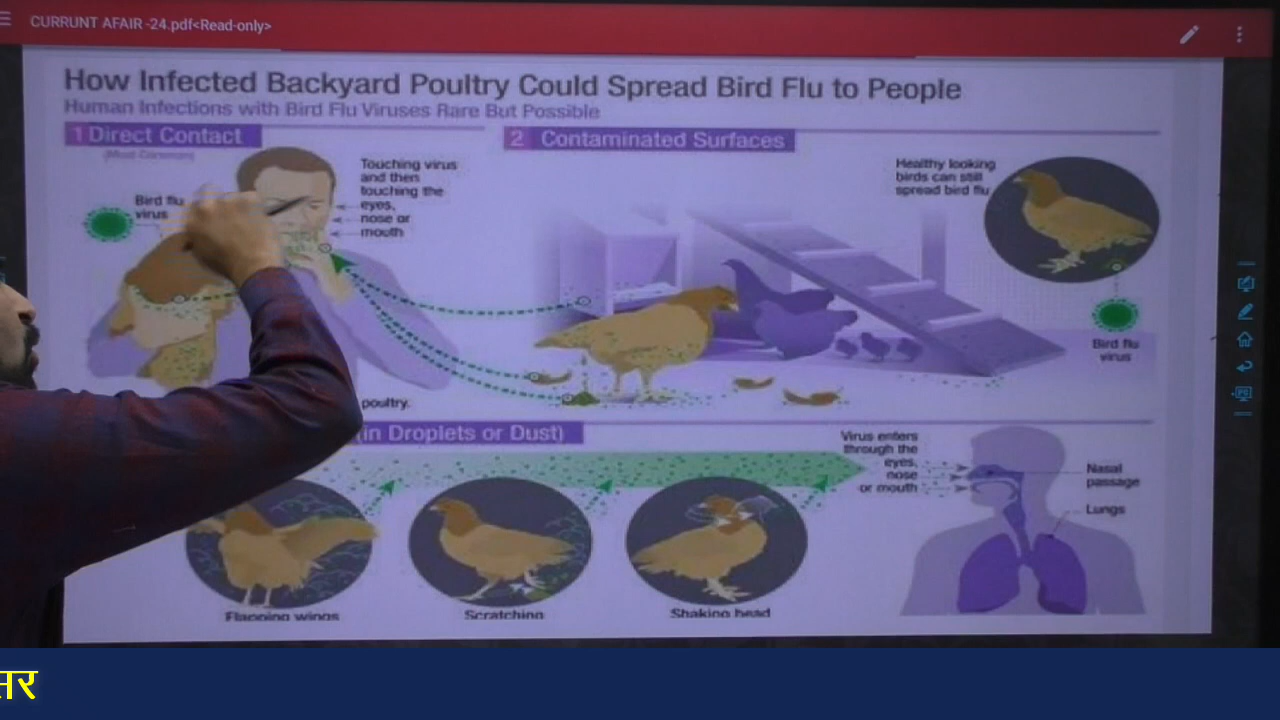 CURRUNT AFAIR -24.pdf<Read-only>
How Infected Backyard Poultry Could Spread Bird Flu to People
Human Infections with Bird Flu Viruses Rare But Possible
1 Direct Contact
(Most Common)
Bird flu
virus
Touching virus
and then
touching the
eyes,
nose or
mouth
poultry.
2 Contaminated Surfaces
Healthy looking
birds can still
spread bird flu
Bird flu
virus
(in Droplets or Dust)
Flapping wings
Scratching
Shaking head
Virus enters
through the
eyes,
nose
or mouth
Nasal
passage
Lungs